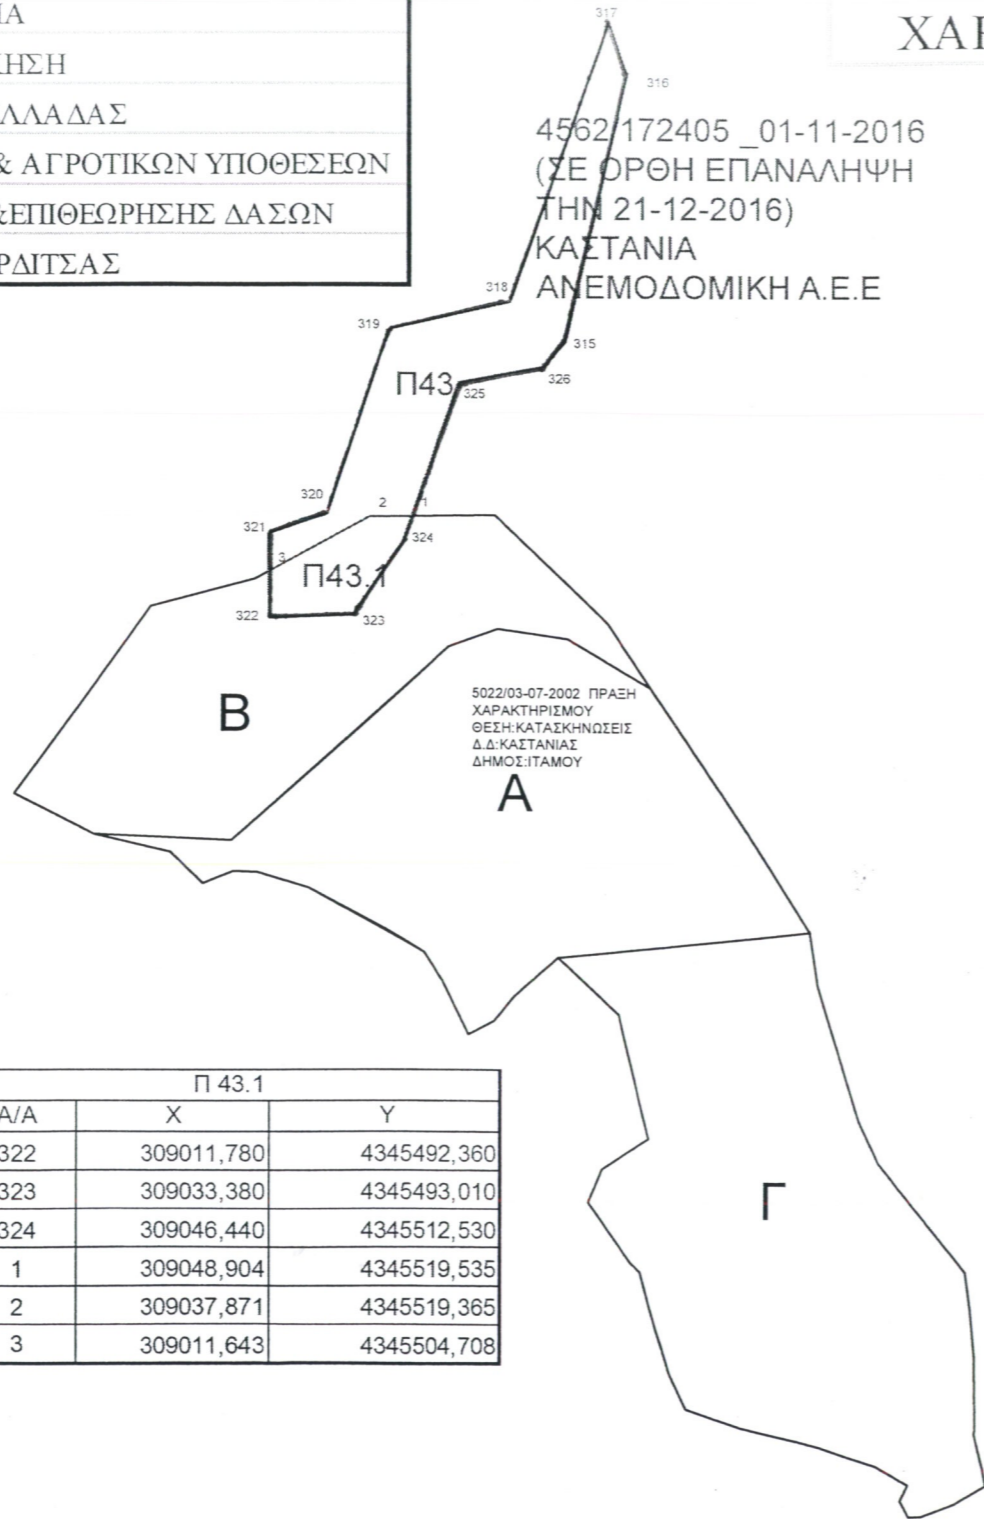 ΙΑ
ΚΗΣΗ
ΛΛΑΔΑΣ
& ΑΓΡΟΤΙΚΩΝ ΥΠΟΘΕΣΕΩΝ
&ΕΠΙΘΕΩΡΗΣΗΣ ΔΑΣΩΝ
ΡΔΙΤΣΑΣ
317
316
4562/172405 _01-11-2016
(ΣΕ ΟΡΘΗ ΕΠΑΝΑΛΗΨΗ
ΤΗΝ 21-12-2016)
ΚΑΣΤΑΝΙΑ
ΑΝΕΜΟΔΟΜΙΚΗ Α.Ε.Ε
318
319
315
326
Π43
325
320
2
1
321
324
3
Π43.1
322
323
Β
5022/03-07-2002 ΠΡΑΞΗ
ΧΑΡΑΚΤΗΡΙΣΜΟΥ
ΘΕΣΗ:ΚΑΤΑΣΚΗΝΩΣΕΙΣ
Δ.Δ:ΚΑΣΤΑΝΙΑΣ
ΔΗΜΟΣ:ΙΤΑΜΟΥ
Α
Π 43.1
Α/Α X Y
322 309011,780 4345492,360
323 309033,380 4345493,010
324 309046,440 4345512,530
1 309048,904 4345519,535
2 309037,871 4345519,365
3 309011,643 4345504,708
Γ